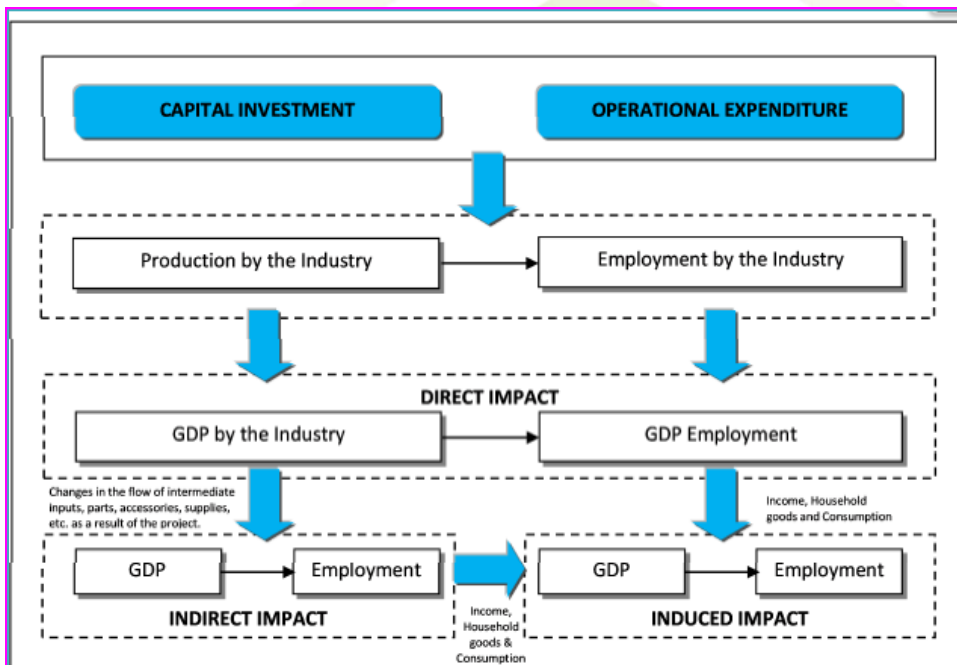 CAPITAL INVESTMENT
OPERATIONAL EXPENDITURE
Production by the Industry
Employment by the Industry
DIRECT IMPACT
GDP by the Industry
GDP Employment
Changes in the flow of intermediate
inputs, parts, accessories, supplies,
etc. as a result of the project.
Income, Household
goods and Consumption
GDP
Employment
INDIRECT IMPACT
Income,
Household
goods &
Consumption
GDP
Employment
INDUCED IMPACT